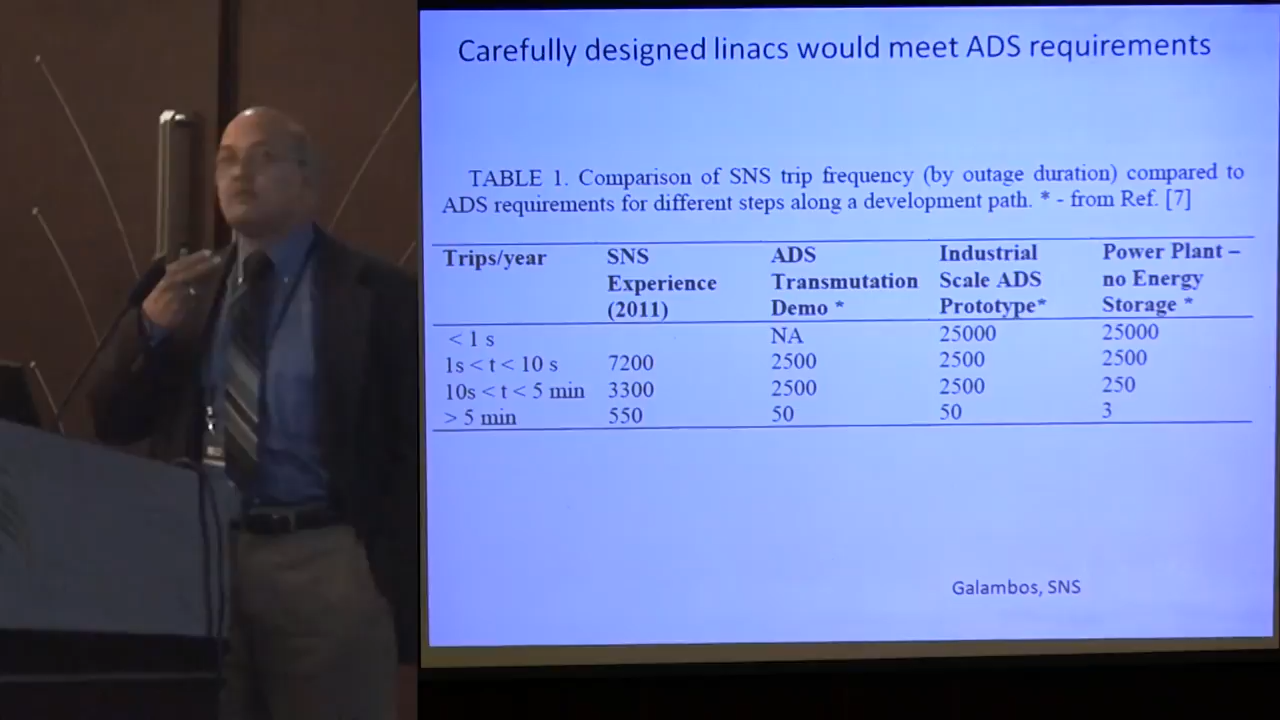 Carefully designed linacs would meet ADS requirements
TABLE 1. Comparison of SNS trip frequency (by outage duration) compared to
ADS requirements for different steps along a development path. * - from Ref. [7]
Trips/year SNS Experience (2011) ADS Transmutation Demo * Industrial Scale ADS Prototype* Power Plant – no Energy Storage *
< 1 s NA 25000 25000
1s < t < 10 s 7200 2500 2500 2500
10s < t < 5 min 3300 2500 2500 250
> 5 min 550 50 50 3
Galambos, SNS